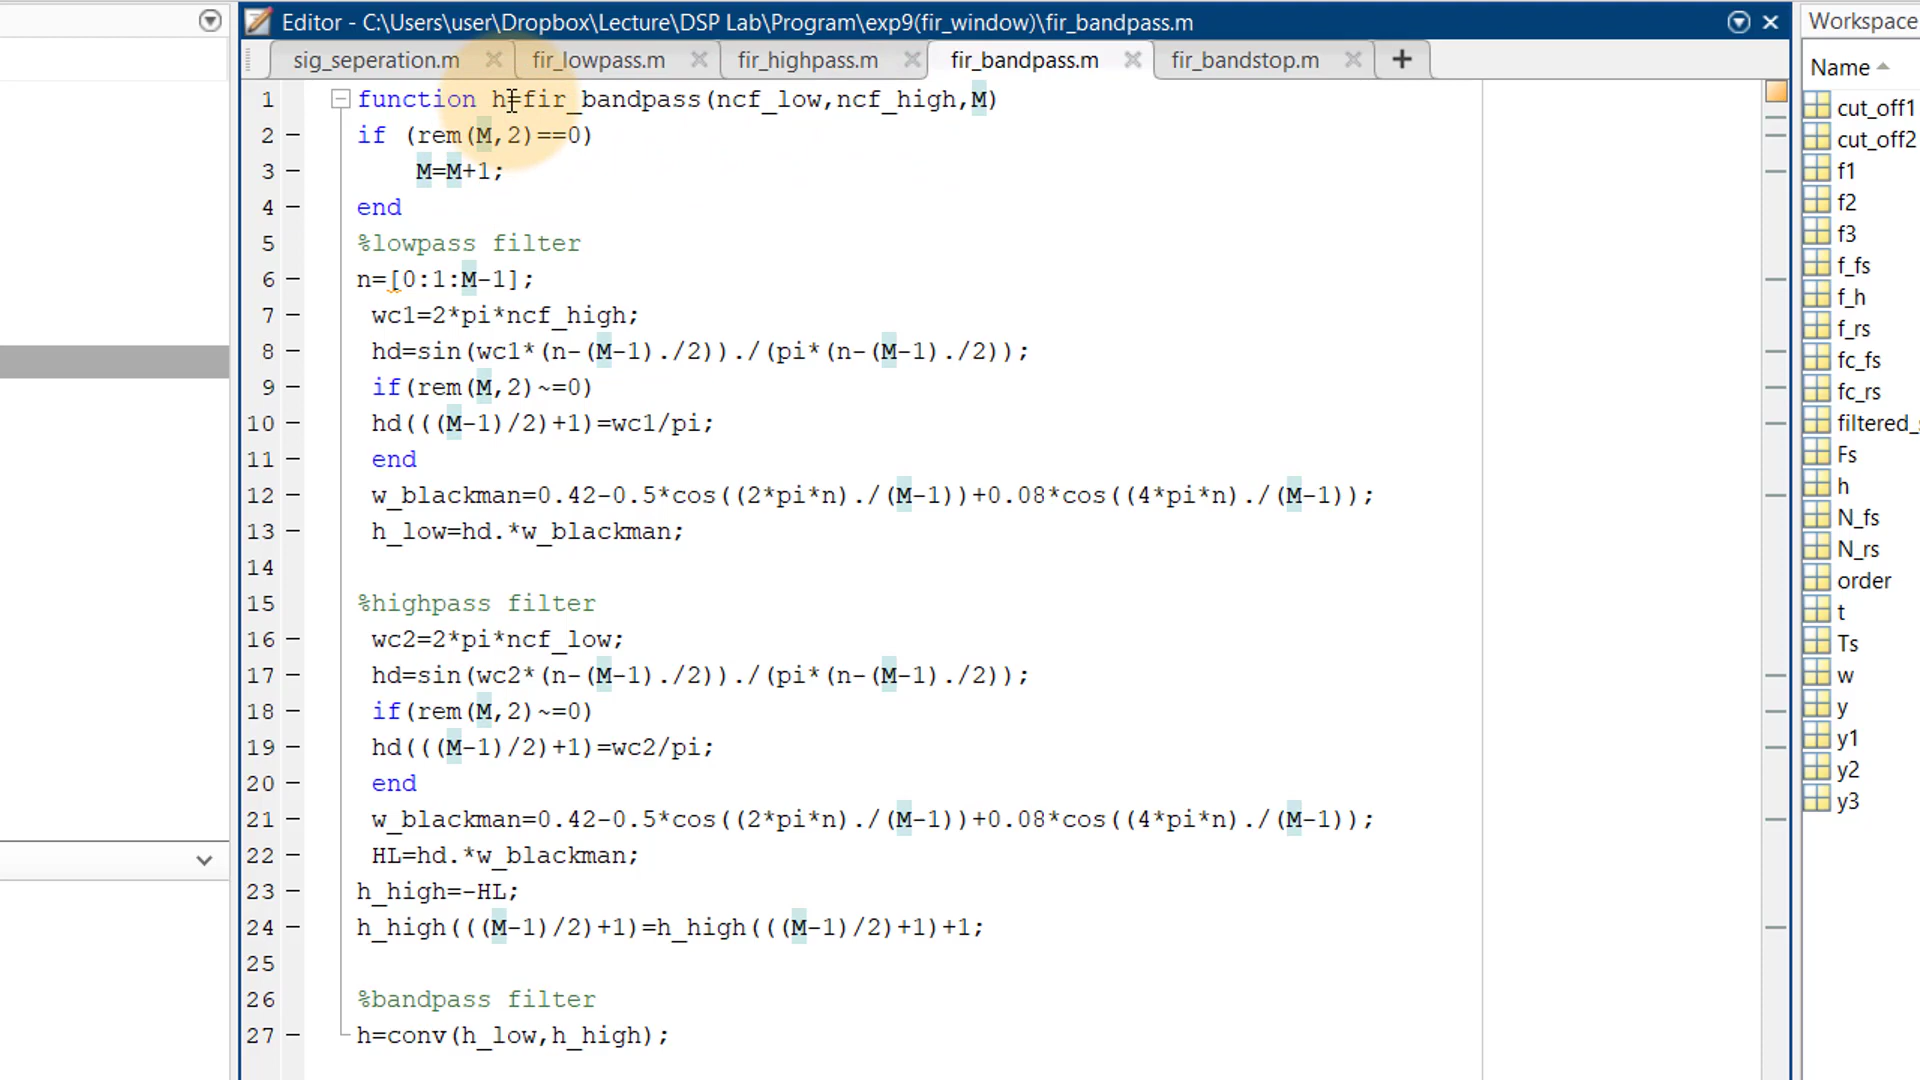 Editor - C:\Users\user\Dropbox\Lecture\DSP Lab\Program\exp9(fir_window)\fir_bandpass.m
sig_seperation.m fir_lowpass.m fir_highpass.m fir_bandpass.m fir_bandstop.m +
1 function h=fir_bandpass(ncf_low,ncf_high,M)
2 if (rem(M,2)==0)
3 M=M+1;
4 end
5 %lowpass filter
6 n=[0:1:M-1];
7 wc1=2*pi*ncf_high;
8 hd=sin(wc1*(n-(M-1)./2))./(pi*(n-(M-1)./2));
9 if(rem(M,2)~=0)
10 hd(((M-1)/2)+1)=wc1/pi;
11 end
12 w_blackman=0.42-0.5*cos((2*pi*n)./(M-1))+0.08*cos((4*pi*n)./(M-1));
13 h_low=hd.*w_blackman;
14
15 %highpass filter
16 wc2=2*pi*ncf_low;
17 hd=sin(wc2*(n-(M-1)./2))./(pi*(n-(M-1)./2));
18 if(rem(M,2)~=0)
19 hd(((M-1)/2)+1)=wc2/pi;
20 end
21 w_blackman=0.42-0.5*cos((2*pi*n)./(M-1))+0.08*cos((4*pi*n)./(M-1));
22 HL=hd.*w_blackman;
23 h_high=-HL;
24 h_high(((M-1)/2)+1)=h_high(((M-1)/2)+1)+1;
25
26 %bandpass filter
27 h=conv(h_low,h_high);
Workspace
Name
cut_off1
cut_off2
f1
f2
f3
f_fs
f_h
f_rs
fc_fs
fc_rs
filtered_
Fs
h
N_fs
N_rs
order
t
Ts
w
y
y1
y2
y3